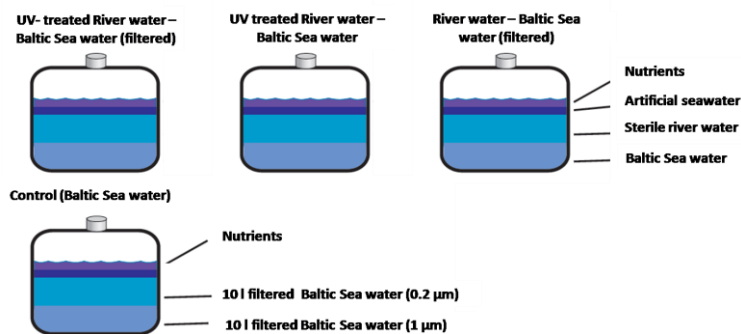 UV- treated River water –
Baltic Sea water (filtered)
UV treated River water –
Baltic Sea water
River water – Baltic Sea
water (filtered)
Nutrients
Artificial seawater
Sterile river water
Baltic Sea water
Control (Baltic Sea water)
Nutrients
10 l filtered Baltic Sea water (0.2 µm)
10 l filtered Baltic Sea water (1 µm)